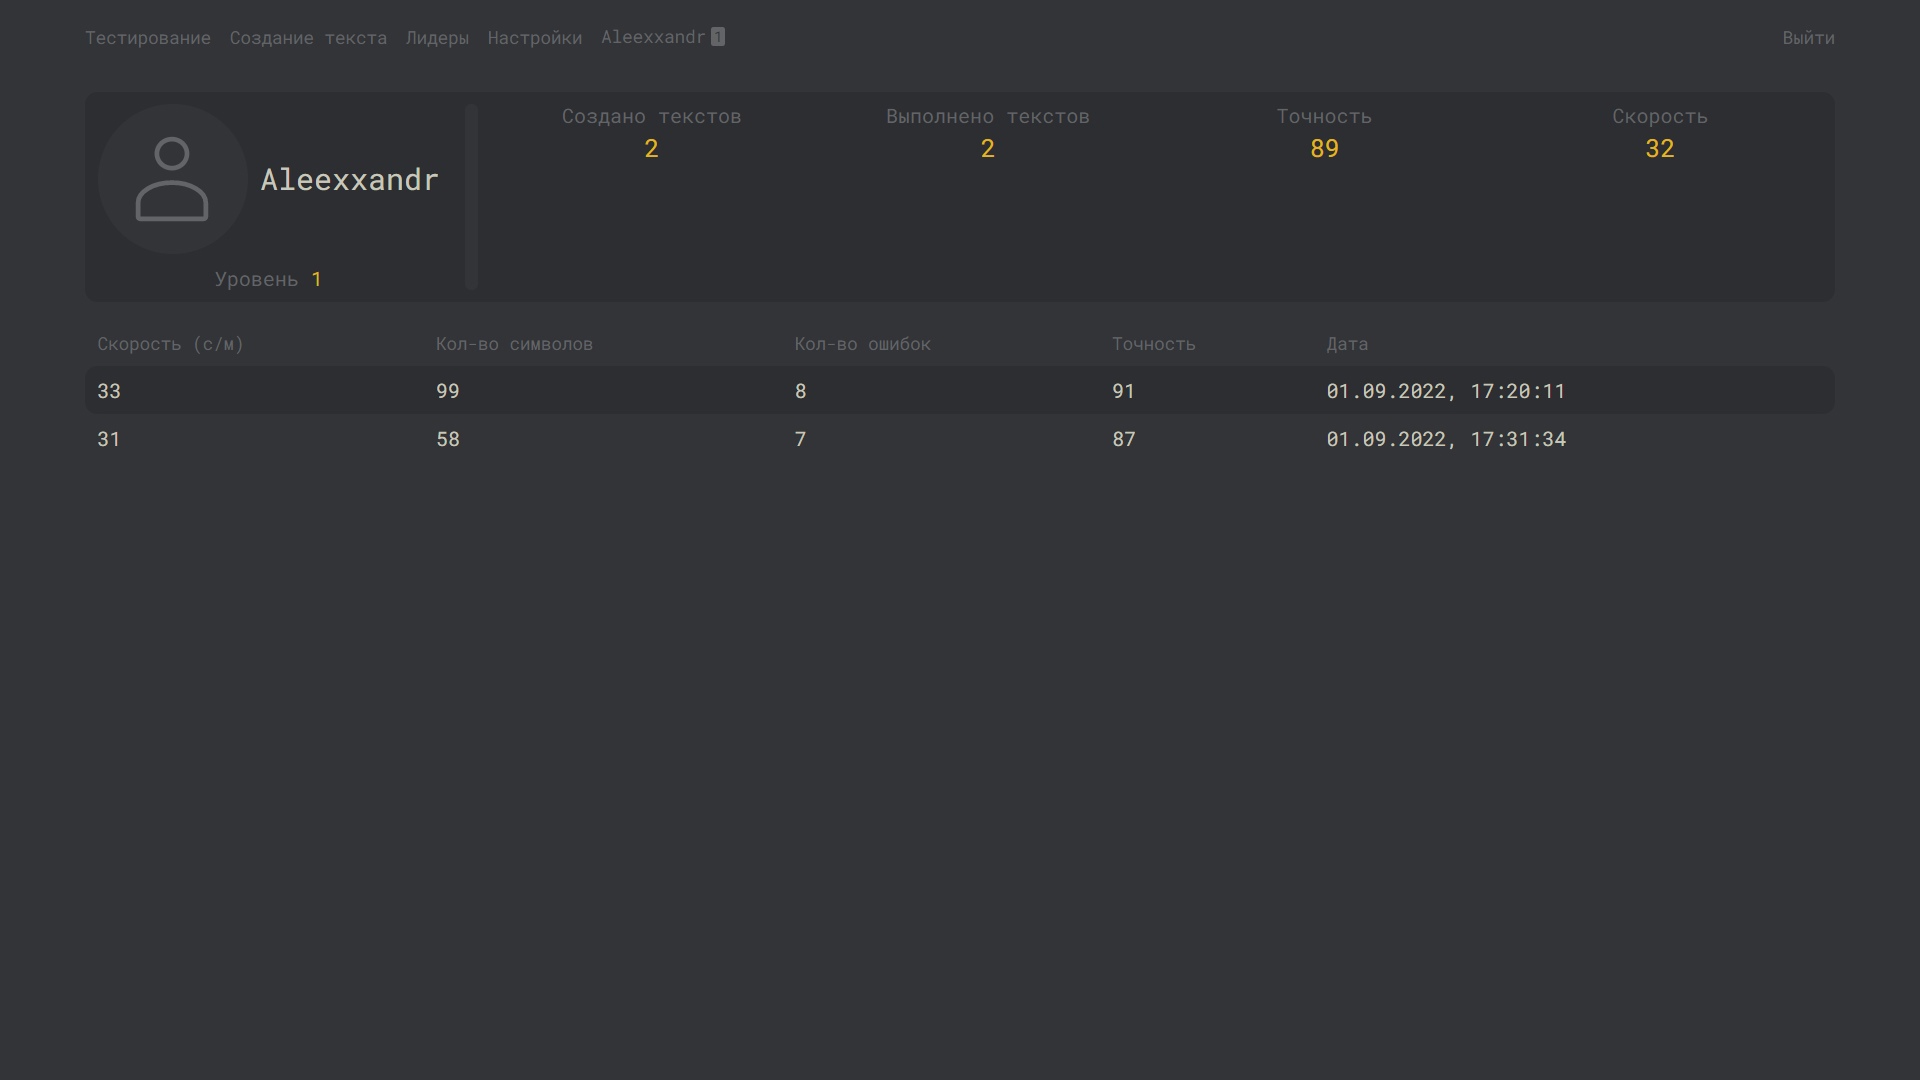 Тестирование Создание текста Лидеры Настройки Aleexxandr 1 Выйти
Создано текстов Выполнено текстов Точность Скорость
2 2 89 32
Aleexxandr
Уровень 1
Скорость (с/м) Кол-во символов Кол-во ошибок Точность Дата
33 99 8 91 01.09.2022, 17:20:11
31 58 7 87 01.09.2022, 17:31:34